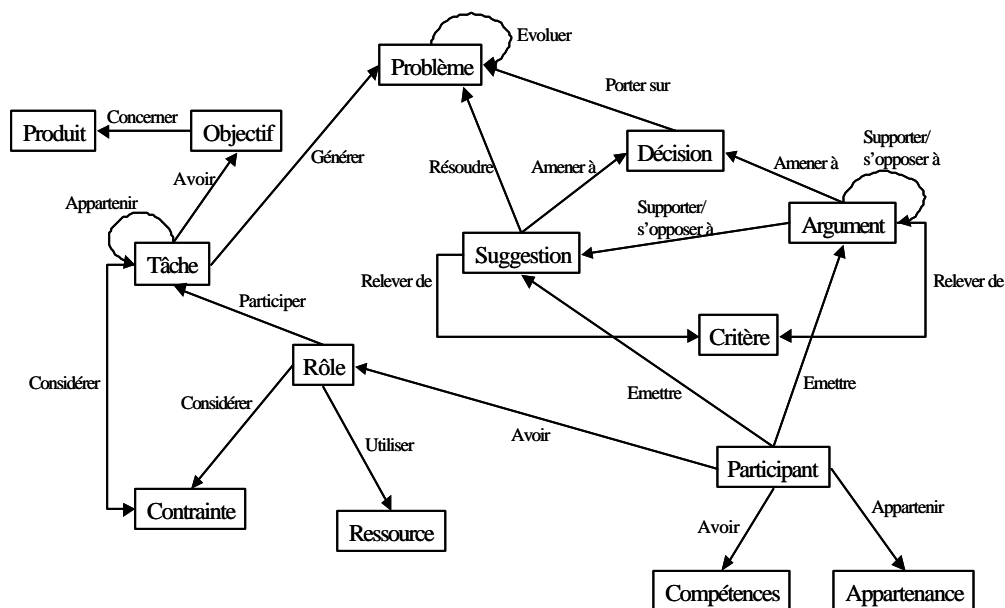 Evoluer
Problème
Porter sur
Concerner
Produit
Objectif
Générer
Supporter/
s'opposer à
Décision
Résoudre
Amener à
Amener à
Avoir
Appartenir
Supporter/
s'opposer à
Argument
Tâche
Suggestion
Relever de
Relever de
Participer
Critère
Rôle
Considérer
Considérer
Emettre
Emettre
Avoir
Utiliser
Participant
Contrainte
Ressource
Avoir
Appartenir
Compétences
Appartenance